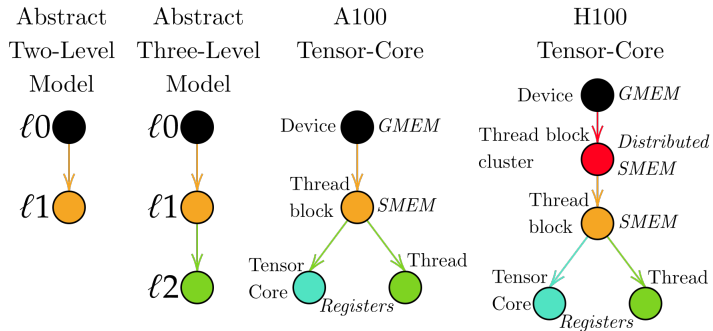 Abstract
Two-Level
Model
ℓ0
ℓ1
Abstract
Three-Level
Model
ℓ0
ℓ1
ℓ2
A100
Tensor-Core
Device
GMEM
Thread
block
SMEM
Tensor
Core
Thread
Registers
H100
Tensor-Core
Device
GMEM
Thread block
cluster
Distributed
SMEM
Thread
block
SMEM
Tensor
Core
Thread
Registers